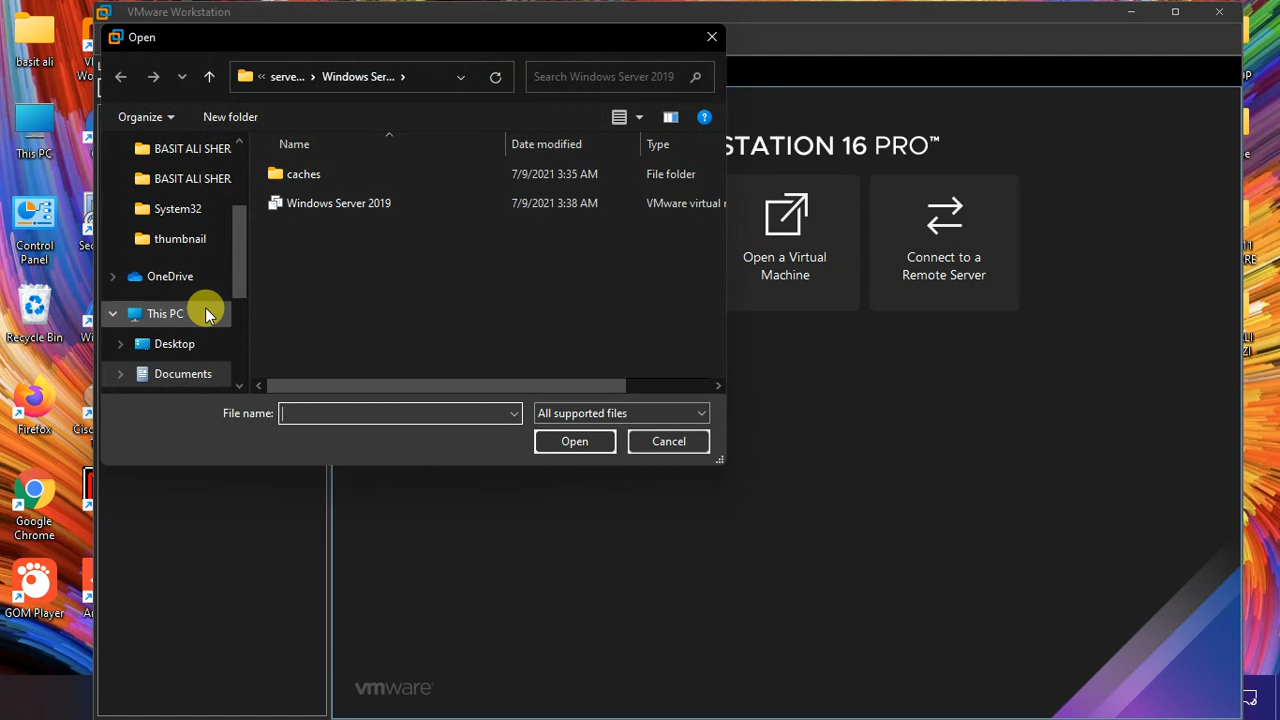 VMware Workstation
Open
serve...
Windows Ser...
Search Windows Server 2019
Organize
New folder
Name
Date modified
Type
BASIT ALI SHER
BASIT ALI SHER
System32
thumbnail
OneDrive
This PC
Desktop
Documents
caches
7/9/2021 3:35 AM
File folder
Windows Server 2019
7/9/2021 3:38 AM
VMware virtual
File name:
All supported files
Open
Cancel
STATION 16 PRO™
Open a Virtual
Machine
Connect to a
Remote Server
basit ali
This PC
Control
Panel
Recycle Bin
Firefox
Google
Chrome
GOM Player
vmware